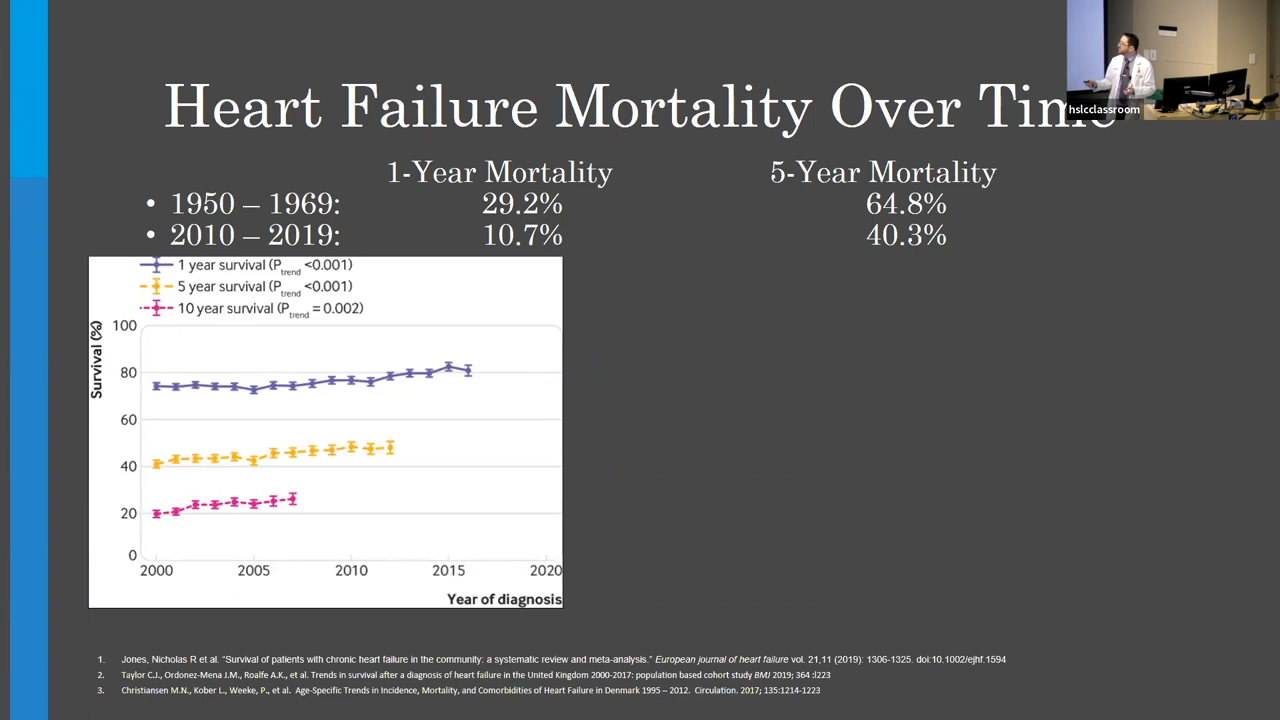 Heart Failure Mortality Over Time
hslcclassroom
1-Year Mortality 5-Year Mortality
• 1950 – 1969: 29.2% 64.8%
• 2010 – 2019: 10.7% 40.3%
1 year survival (Ptrend <0.001)
5 year survival (Ptrend <0.001)
10 year survival (Ptrend = 0.002)
Survival (%)
100
80
60
40
20
0
2000 2005 2010 2015 2020
Year of diagnosis
1. Jones, Nicholas R et al. “Survival of patients with chronic heart failure in the community: a systematic review and meta-analysis.” European journal of heart failure vol. 21,11 (2019): 1306-1325. doi:10.1002/ejhf.1594
2. Taylor C.J., Ordonez-Mena J.M., Roalfe A.K., et al. Trends in survival after a diagnosis of heart failure in the United Kingdom 2000-2017: population based cohort study BMJ 2019; 364 :l223
3. Christiansen M.N., Kober L., Weeke, P., et al. Age-Specific Trends in Incidence, Mortality, and Comorbidities of Heart Failure in Denmark 1995 – 2012. Circulation. 2017; 135:1214-1223